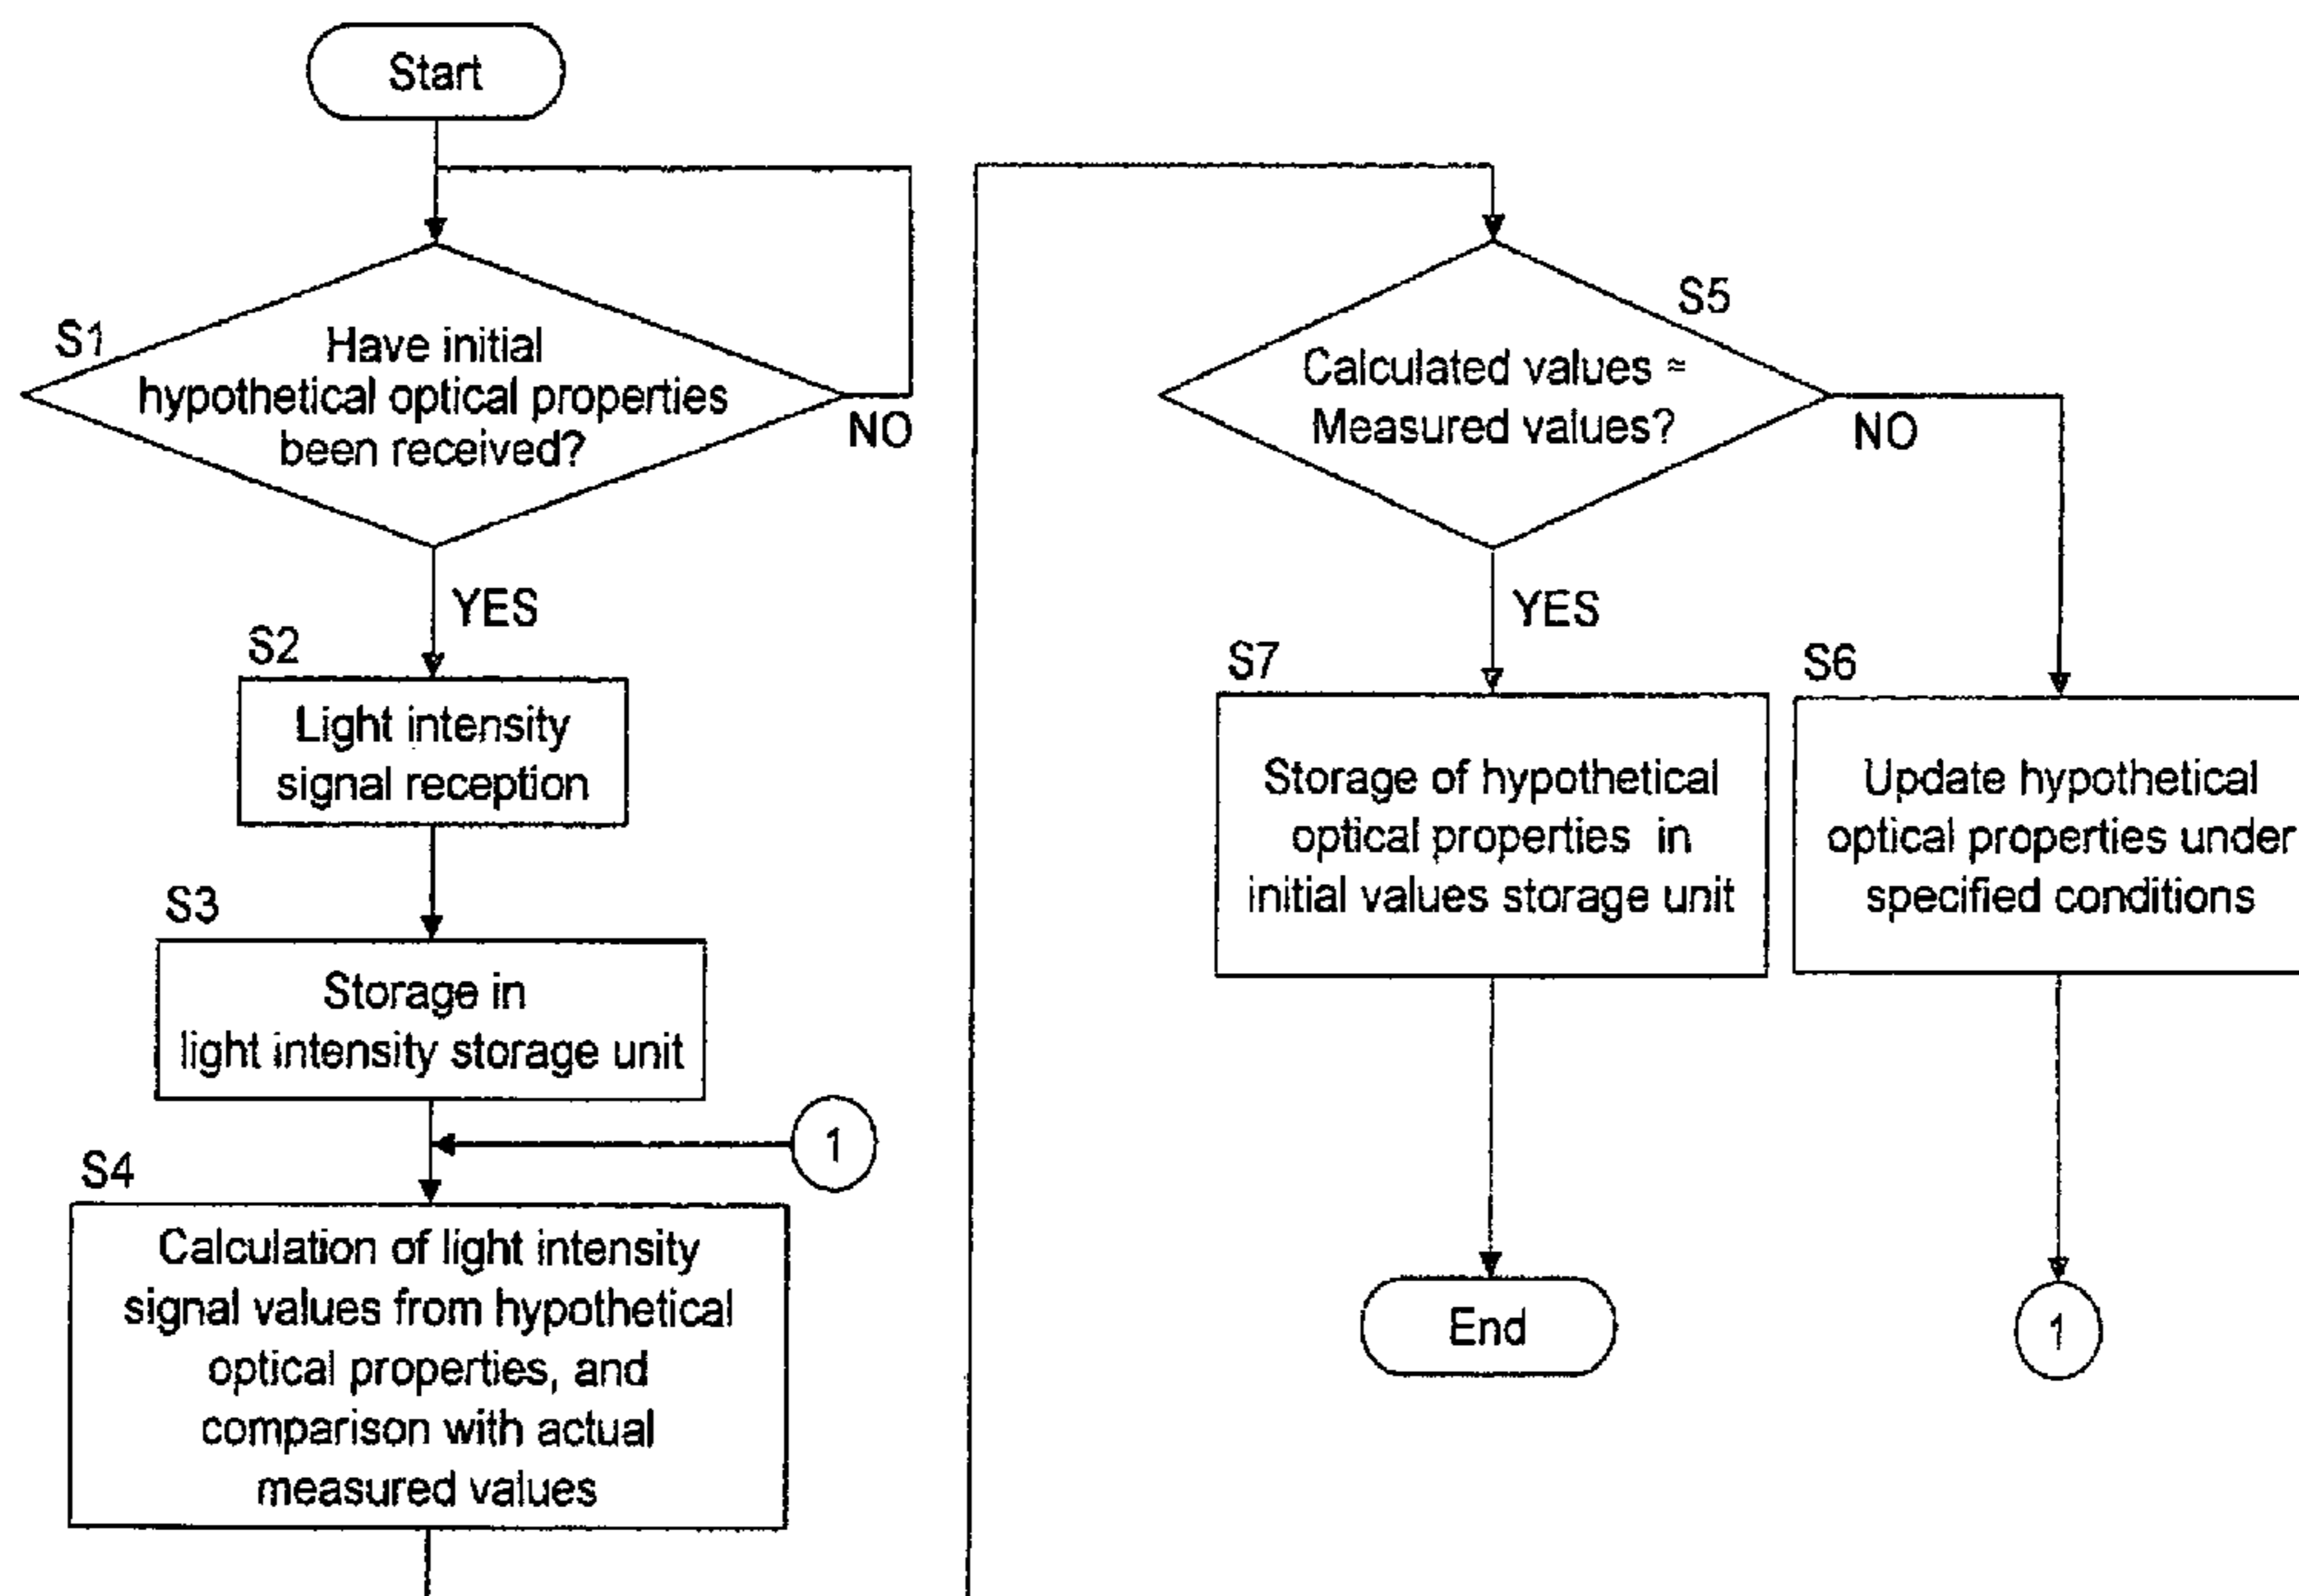 Start
S1
Have initial
hypothetical optical properties
been received?
NO
YES
S2
Light intensity
signal reception
S3
Storage in
light intensity storage unit
1
S4
Calculation of light intensity
signal values from hypothetical
optical properties, and
comparison with actual
measured values
S5
Calculated values ≈
Measured values?
NO
YES
S7
Storage of hypothetical
optical properties in
initial values storage unit
S6
Update hypothetical
optical properties under
specified conditions
End
1